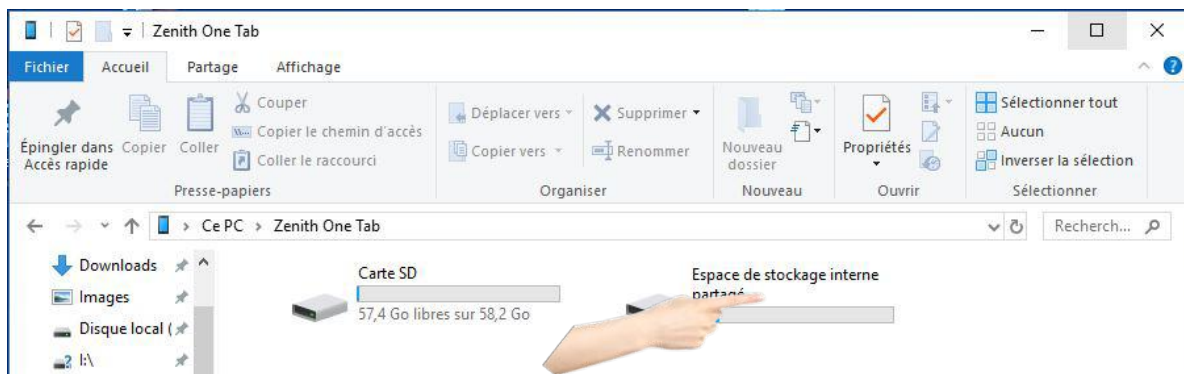 Zenith One Tab
Fichier Accueil Partage Affichage
Épingler dans
Accès rapide
Copier
Coller
Couper
Copier le chemin d'accès
Coller le raccourci
Presse-papiers
Déplacer vers
Copier vers
Supprimer
Renommer
Organiser
Nouveau
dossier
Nouveau
Propriétés
Ouvrir
Sélectionner tout
Aucun
Inverser la sélection
Sélectionner
Ce PC > Zenith One Tab
Recherch...
Downloads
Images
Disque local (
I:\
Carte SD
57,4 Go libres sur 58,2 Go
Espace de stockage interne
partagé